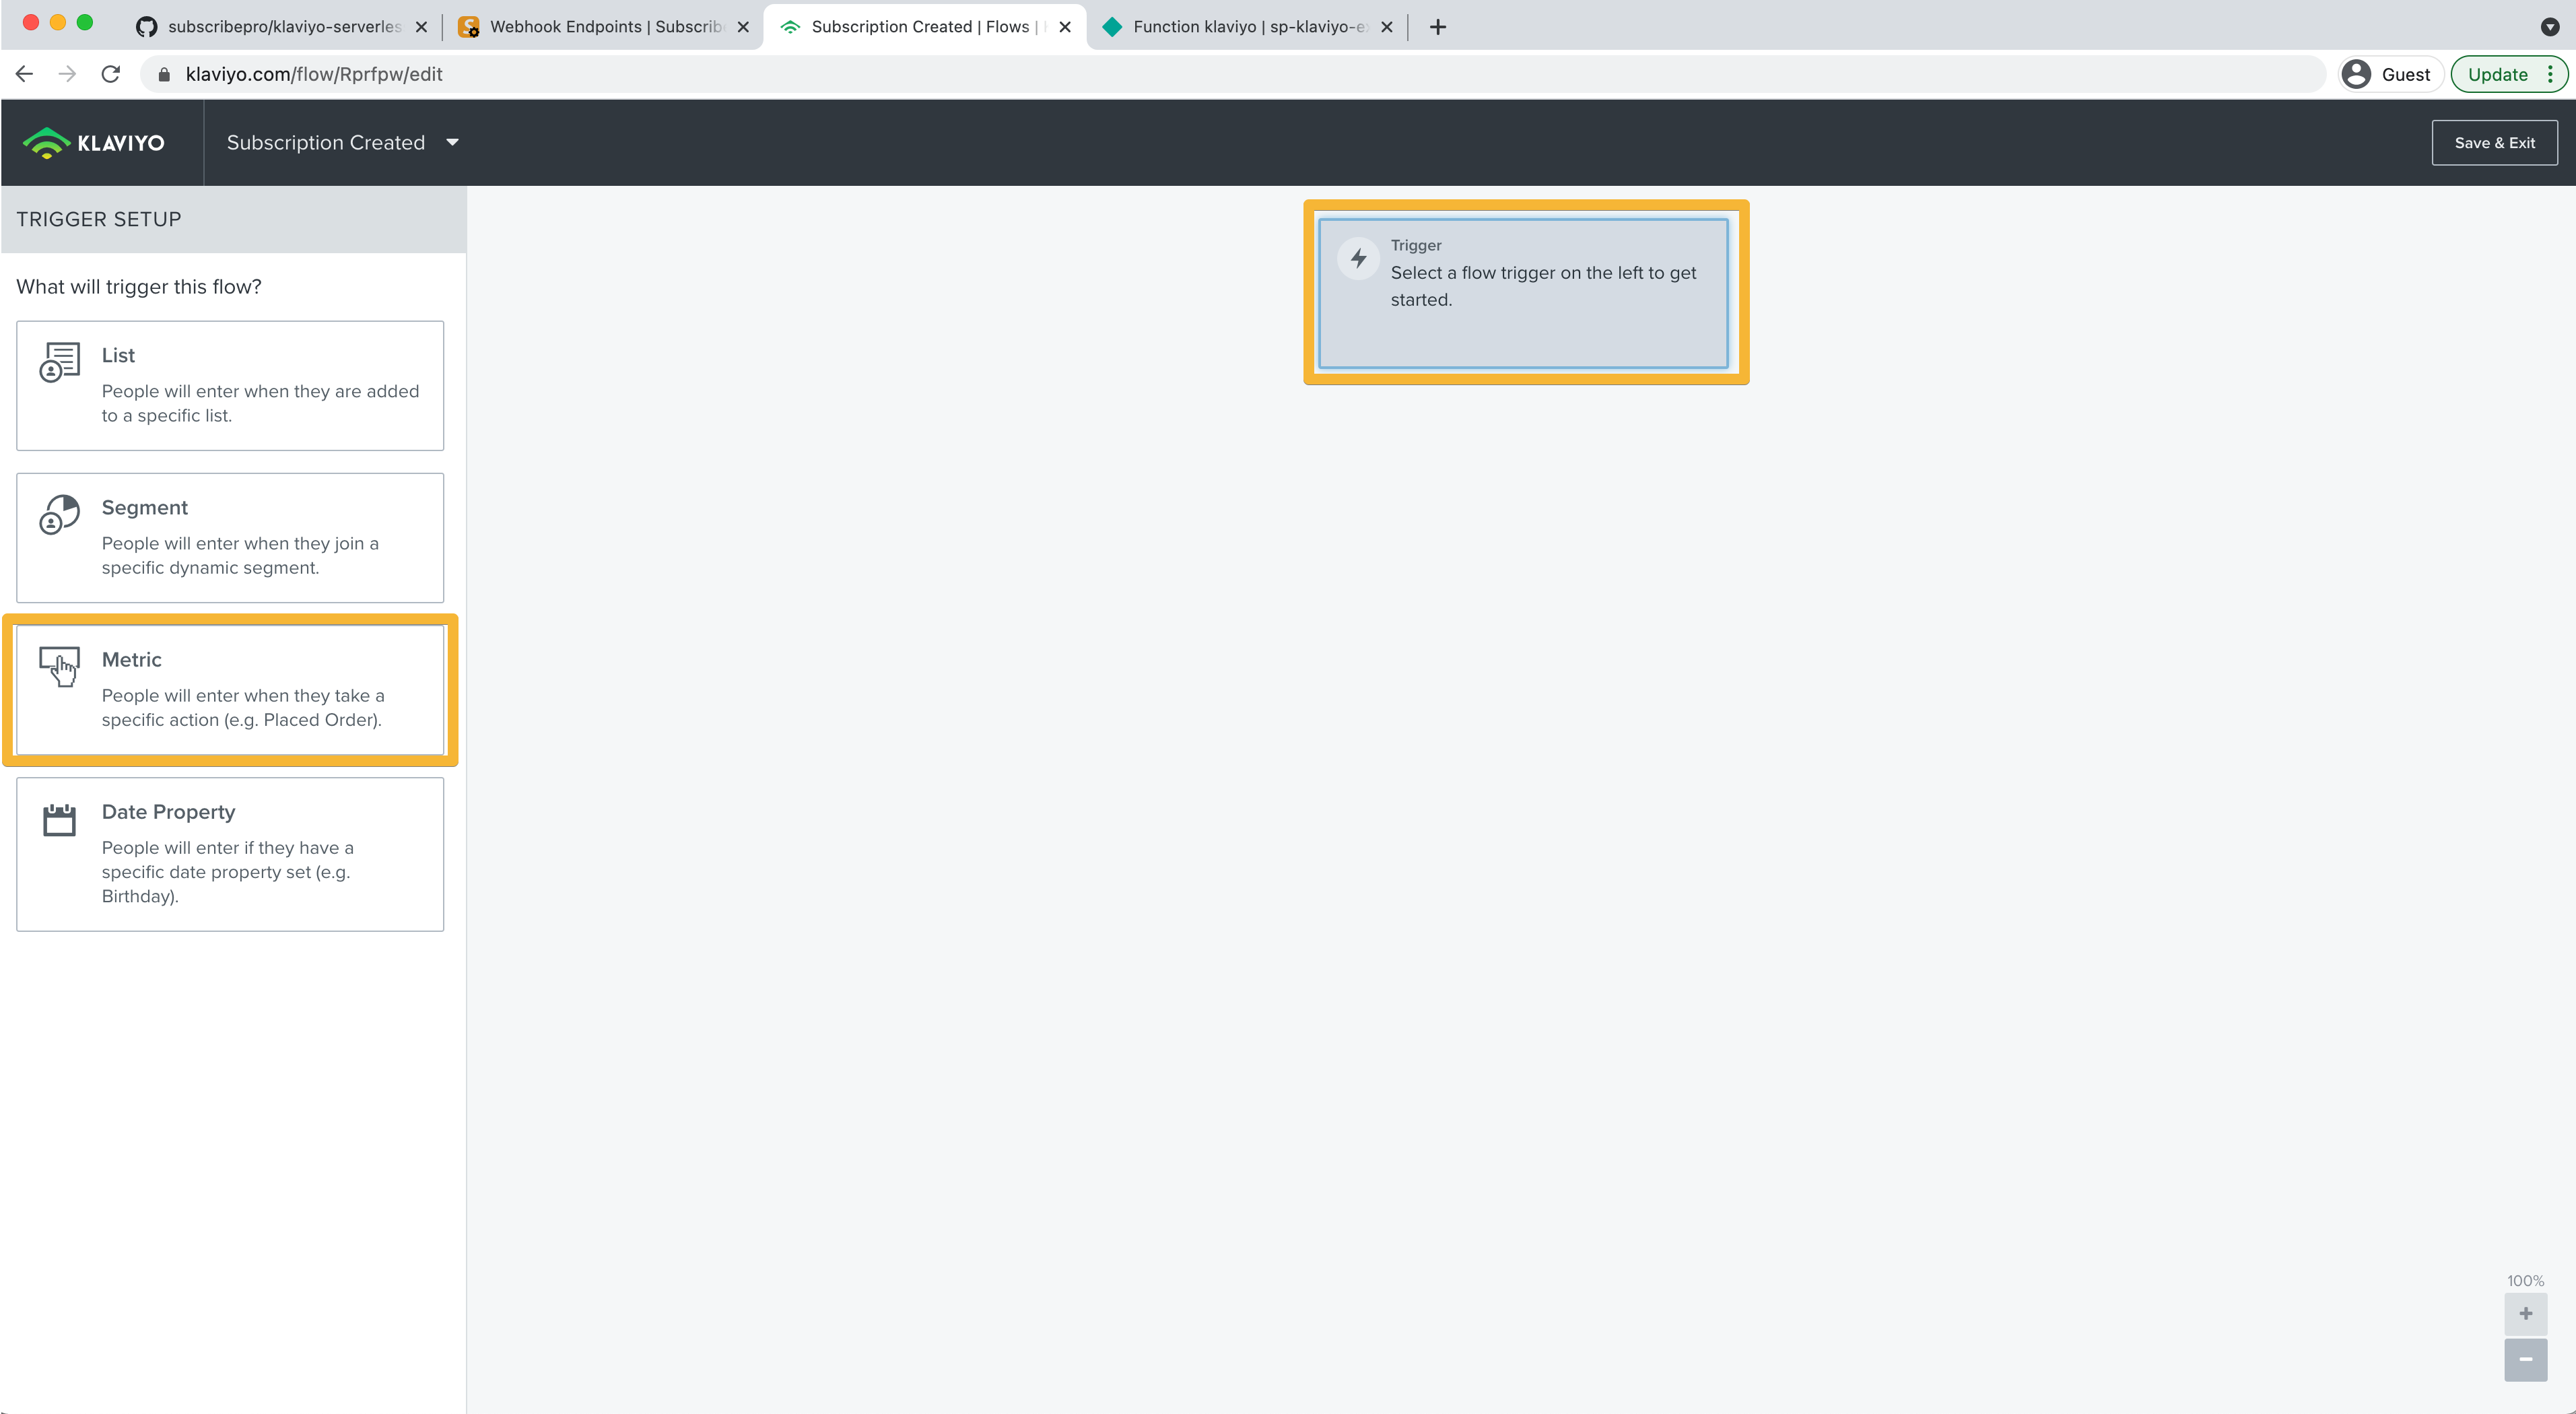 subscribepro/klaviyo-serverles
Webhook Endpoints | Subscrib
Subscription Created | Flows |
Function klaviyo | sp-klaviyo-e
klaviyo.com/flow/Rprfpw/edit
Guest
Update
KLAVIYO
Subscription Created
Save & Exit
TRIGGER SETUP
What will trigger this flow?
List
People will enter when they are added
to a specific list.
Segment
People will enter when they join a
specific dynamic segment.
Metric
People will enter when they take a
specific action (e.g. Placed Order).
Date Property
People will enter if they have a
specific date property set (e.g.
Birthday).
Trigger
Select a flow trigger on the left to get
started.
100%